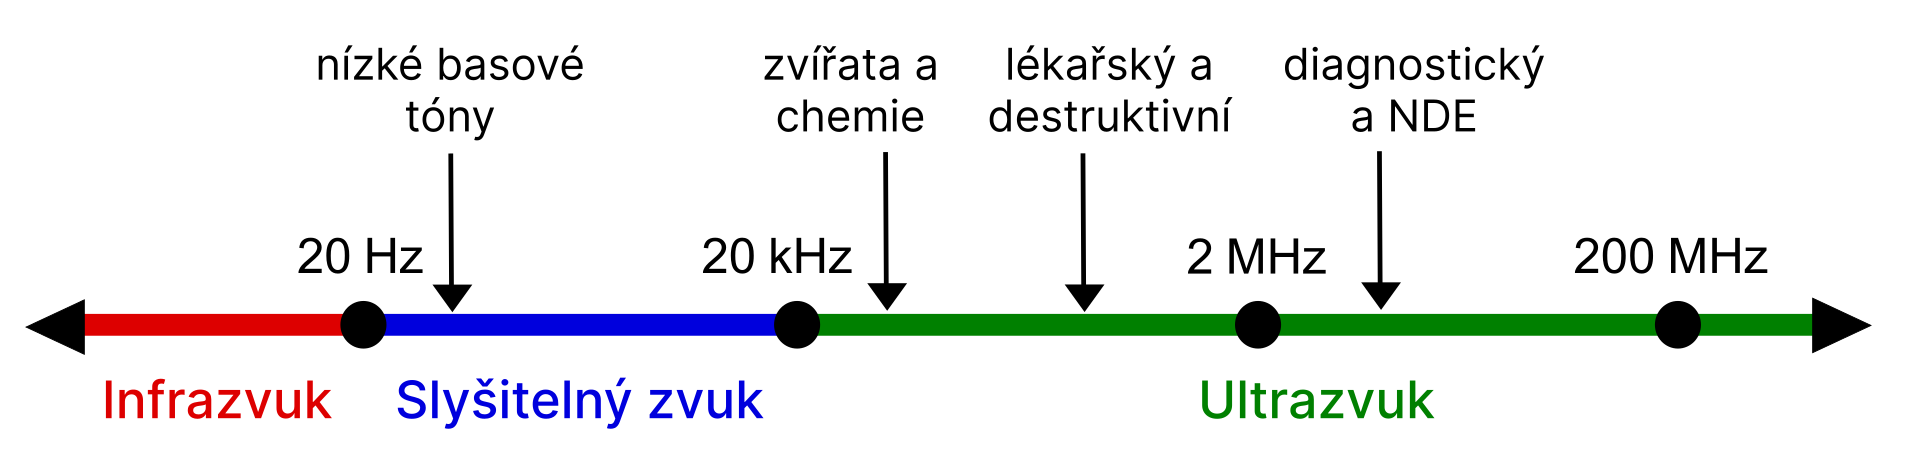 nízké basové
tóny
zvířata a
chemie
lékařský a
destruktivní
diagnostický
a NDE
20 Hz
20 kHz
2 MHz
200 MHz
Infrazvuk
Slyšitelný zvuk
Ultrazvuk